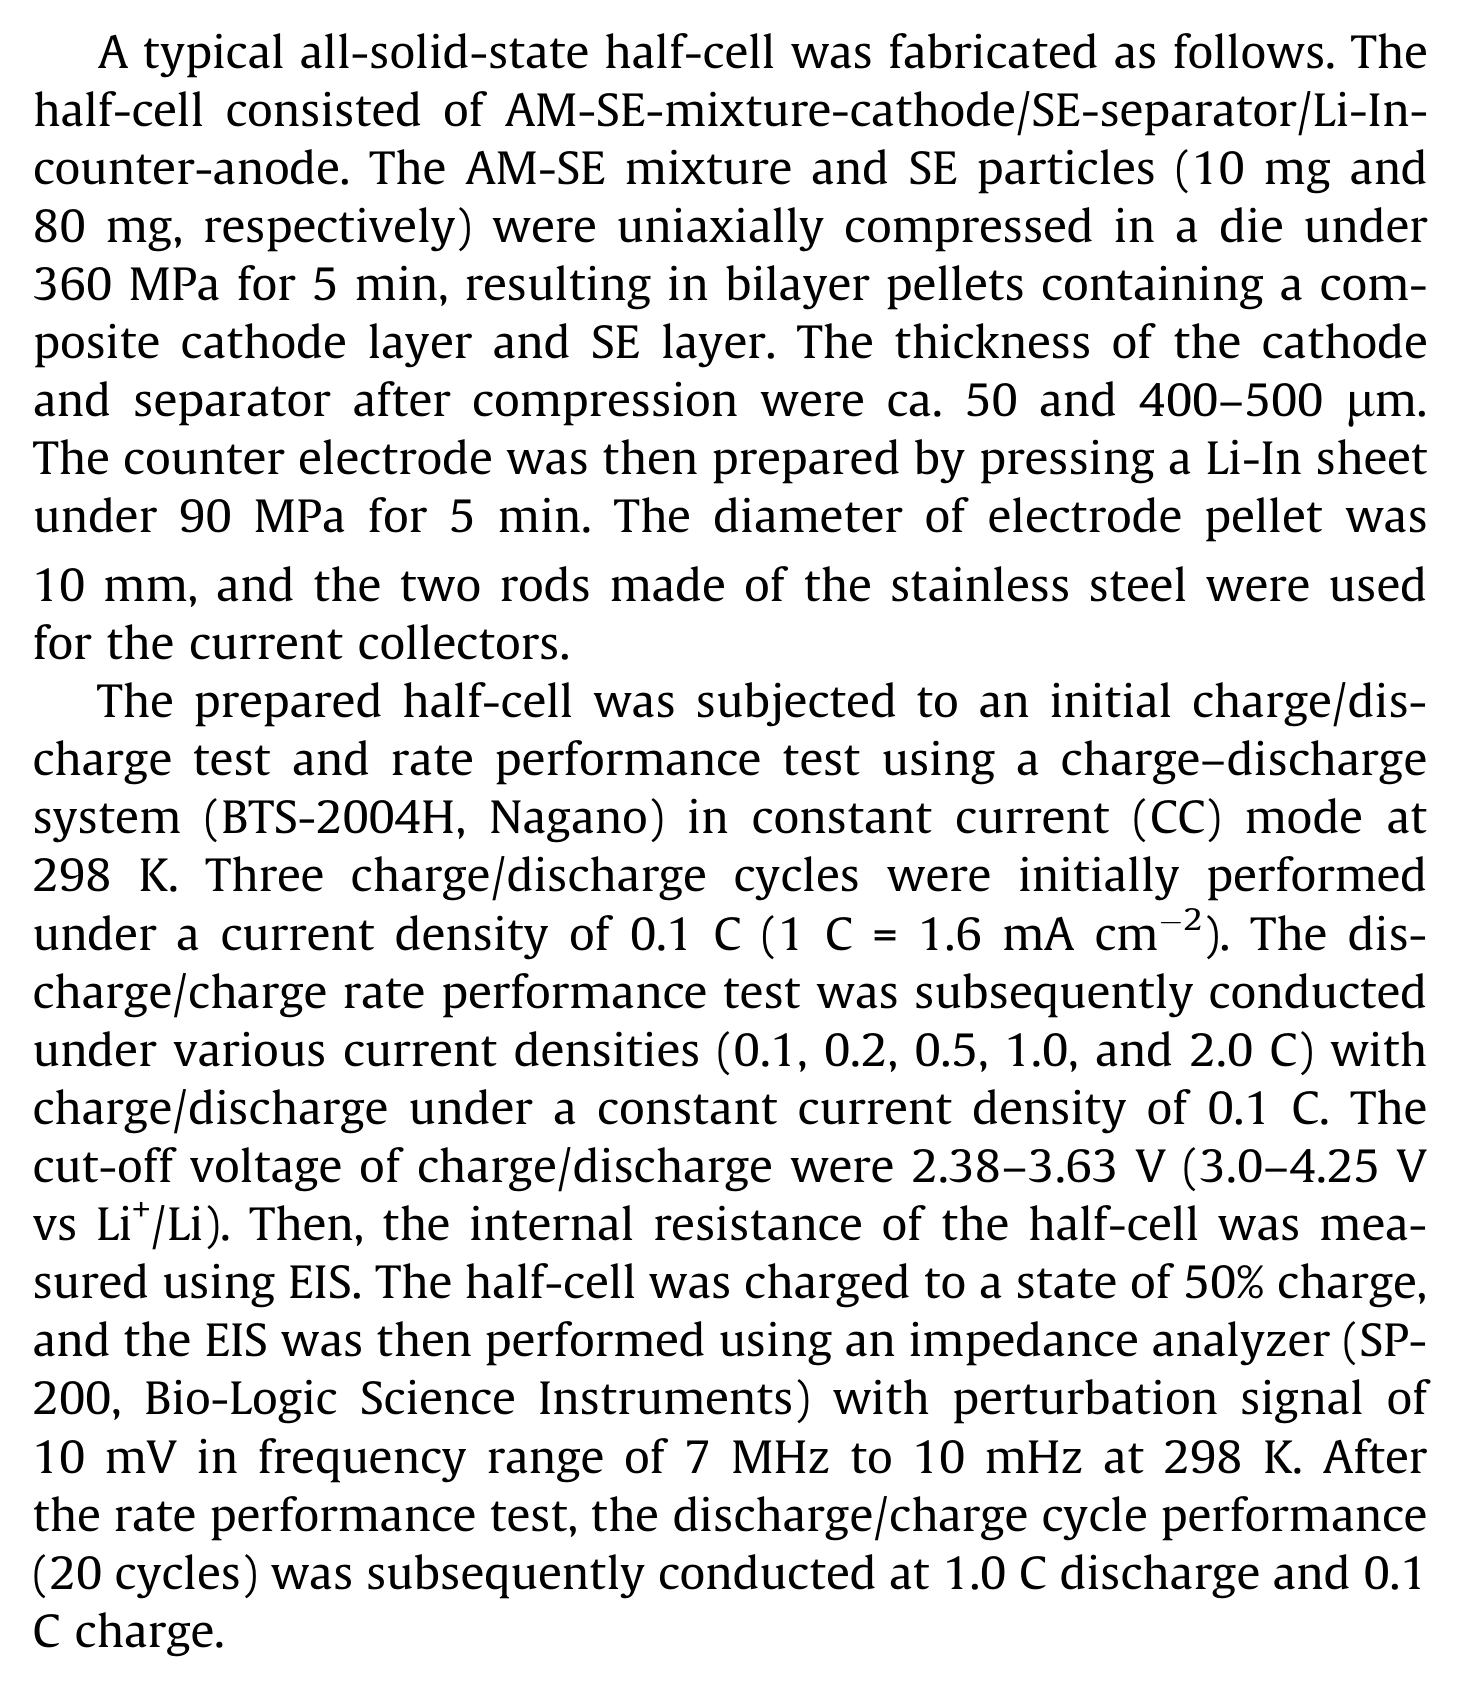 A typical all-solid-state half-cell was fabricated as follows. The
half-cell consisted of AM-SE-mixture-cathode/SE-separator/Li-In-
counter-anode. The AM-SE mixture and SE particles (10 mg and
80 mg, respectively) were uniaxially compressed in a die under
360 MPa for 5 min, resulting in bilayer pellets containing a com-
posite cathode layer and SE layer. The thickness of the cathode
and separator after compression were ca. 50 and 400–500 μm.
The counter electrode was then prepared by pressing a Li-In sheet
under 90 MPa for 5 min. The diameter of electrode pellet was
10 mm, and the two rods made of the stainless steel were used
for the current collectors.
The prepared half-cell was subjected to an initial charge/dis-
charge test and rate performance test using a charge–discharge
system (BTS-2004H, Nagano) in constant current (CC) mode at
298 K. Three charge/discharge cycles were initially performed
under a current density of 0.1 C (1 C = 1.6 mA cm⁻²). The dis-
charge/charge rate performance test was subsequently conducted
under various current densities (0.1, 0.2, 0.5, 1.0, and 2.0 C) with
charge/discharge under a constant current density of 0.1 C. The
cut-off voltage of charge/discharge were 2.38–3.63 V (3.0–4.25 V
vs Li⁺/Li). Then, the internal resistance of the half-cell was mea-
sured using EIS. The half-cell was charged to a state of 50% charge,
and the EIS was then performed using an impedance analyzer (SP-
200, Bio-Logic Science Instruments) with perturbation signal of
10 mV in frequency range of 7 MHz to 10 mHz at 298 K. After
the rate performance test, the discharge/charge cycle performance
(20 cycles) was subsequently conducted at 1.0 C discharge and 0.1
C charge.